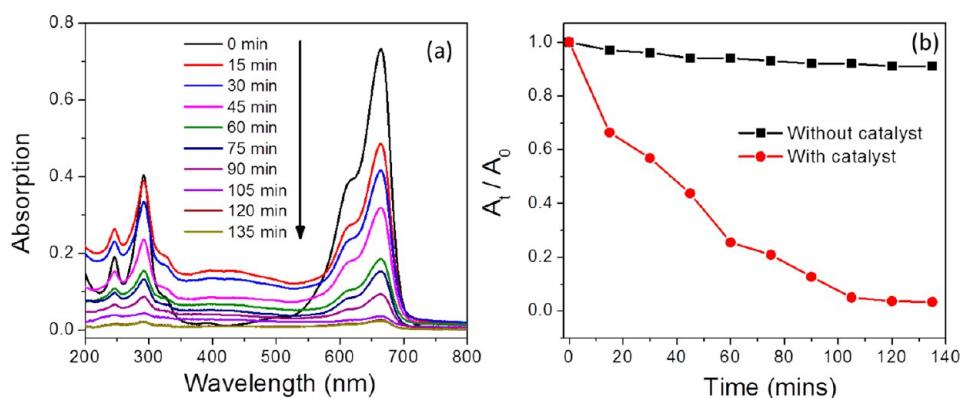 (a)
0.8
0.6
0.4
0.2
0.0
Absorption
0 min
15 min
30 min
45 min
60 min
75 min
90 min
105 min
120 min
135 min
200 300 400 500 600 700 800
Wavelength (nm)
(b)
1.0
0.8
0.6
0.4
0.2
0.0
At / A0
Without catalyst
With catalyst
0 20 40 60 80 100 120 140
Time (mins)